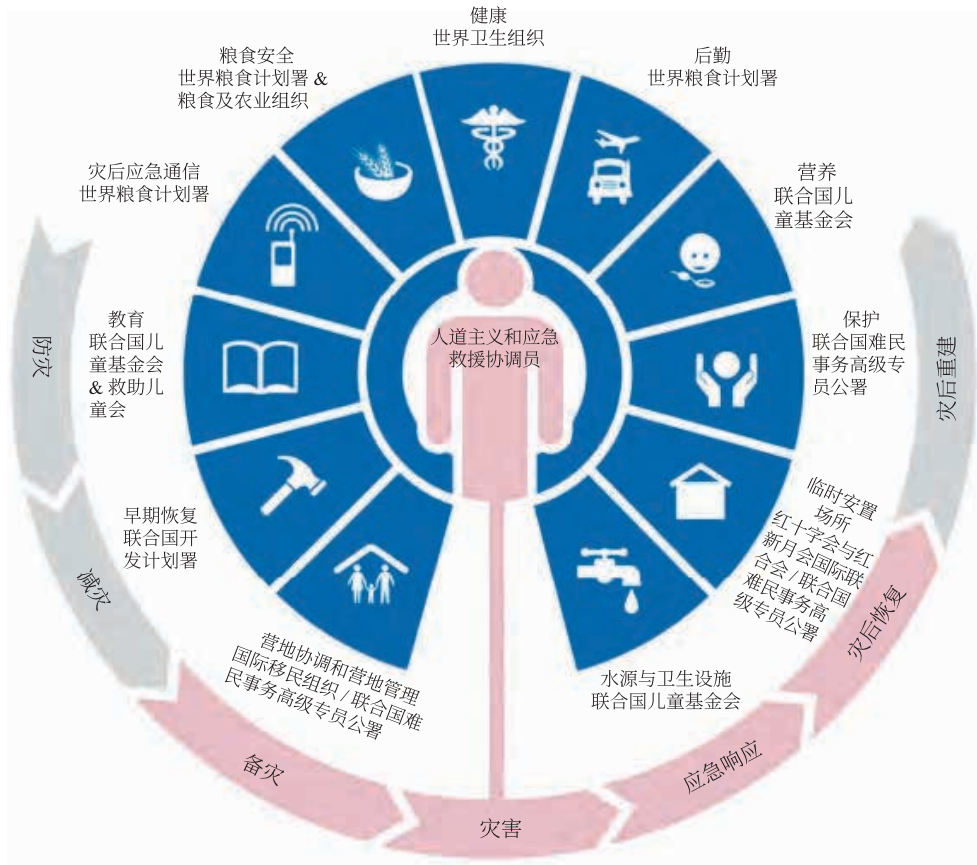 健康
世界卫生组织
后勤
世界粮食计划署
营养
联合国儿
童基金会
保护
联合国难民
事务高级专
员公署
临时安置
场所
红十字会与红
新月会国际联
合会 / 联合国
难民事务高
级专员公署
水源与卫生设施
联合国儿童基金会
营地协调和营地管理
国际移民组织 / 联合国难
民事务高级专员公署
早期恢复
联合国开
发计划署
教育
联合国儿
童基金会
& 救助儿
童会
灾后应急通信
世界粮食计划署
粮食安全
世界粮食计划署 &
粮食及农业组织
人道主义和应急
救援协调员
防灾
减灾
备灾
灾害
应急响应
灾后恢复
灾后重建